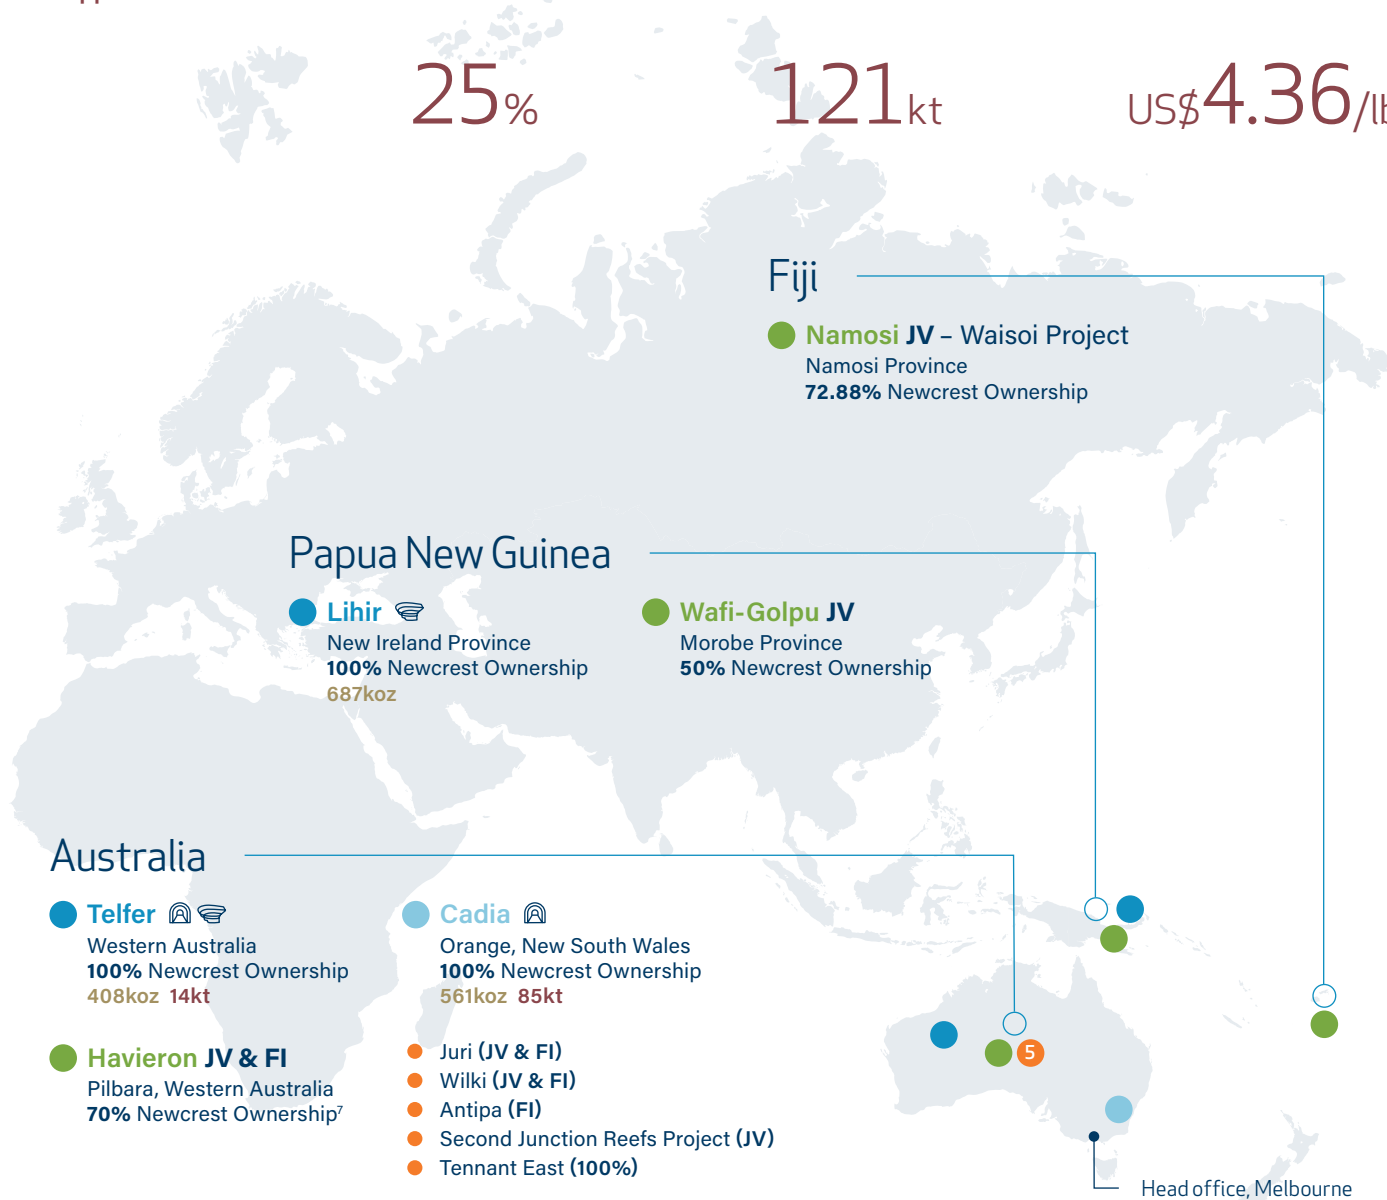 25%
121kt
US$4.36/lb
Fiji
Namosi JV – Waisoi Project
Namosi Province
72.88% Newcrest Ownership
Papua New Guinea
Lihir
New Ireland Province
100% Newcrest Ownership
687koz
Wafi-Golpu JV
Morobe Province
50% Newcrest Ownership
Australia
Telfer
Western Australia
100% Newcrest Ownership
408koz 14kt
Cadia
Orange, New South Wales
100% Newcrest Ownership
561koz 85kt
Havieron JV & FI
Pilbara, Western Australia
70% Newcrest Ownership7
Juri (JV & FI)
Wilki (JV & FI)
Antipa (FI)
Second Junction Reefs Project (JV)
Tennant East (100%)
5
Head office, Melbourne